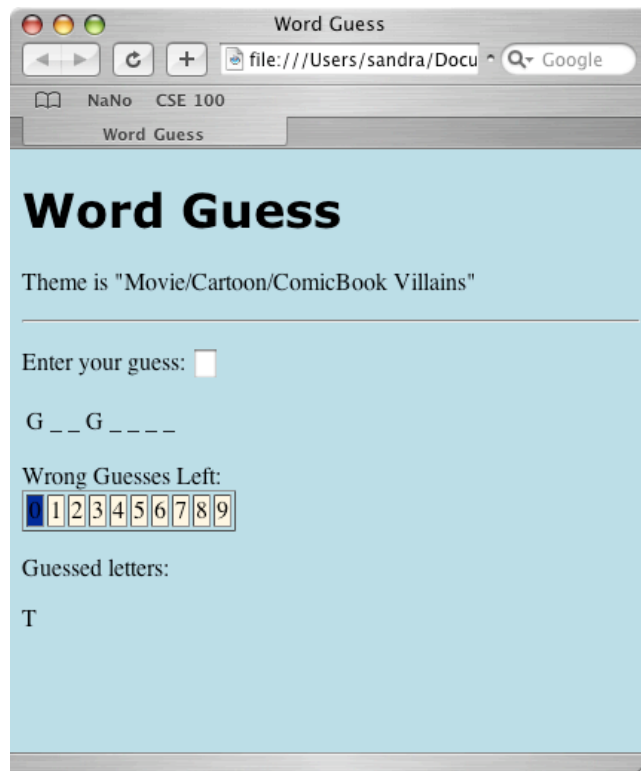 Word Guess
file:///Users/sandra/Docu
Google
NaNo CSE 100
Word Guess
Word Guess
Theme is "Movie/Cartoon/ComicBook Villains"
Enter your guess:
G _ _ G _ _ _ _
Wrong Guesses Left:
0 1 2 3 4 5 6 7 8 9
Guessed letters:
T